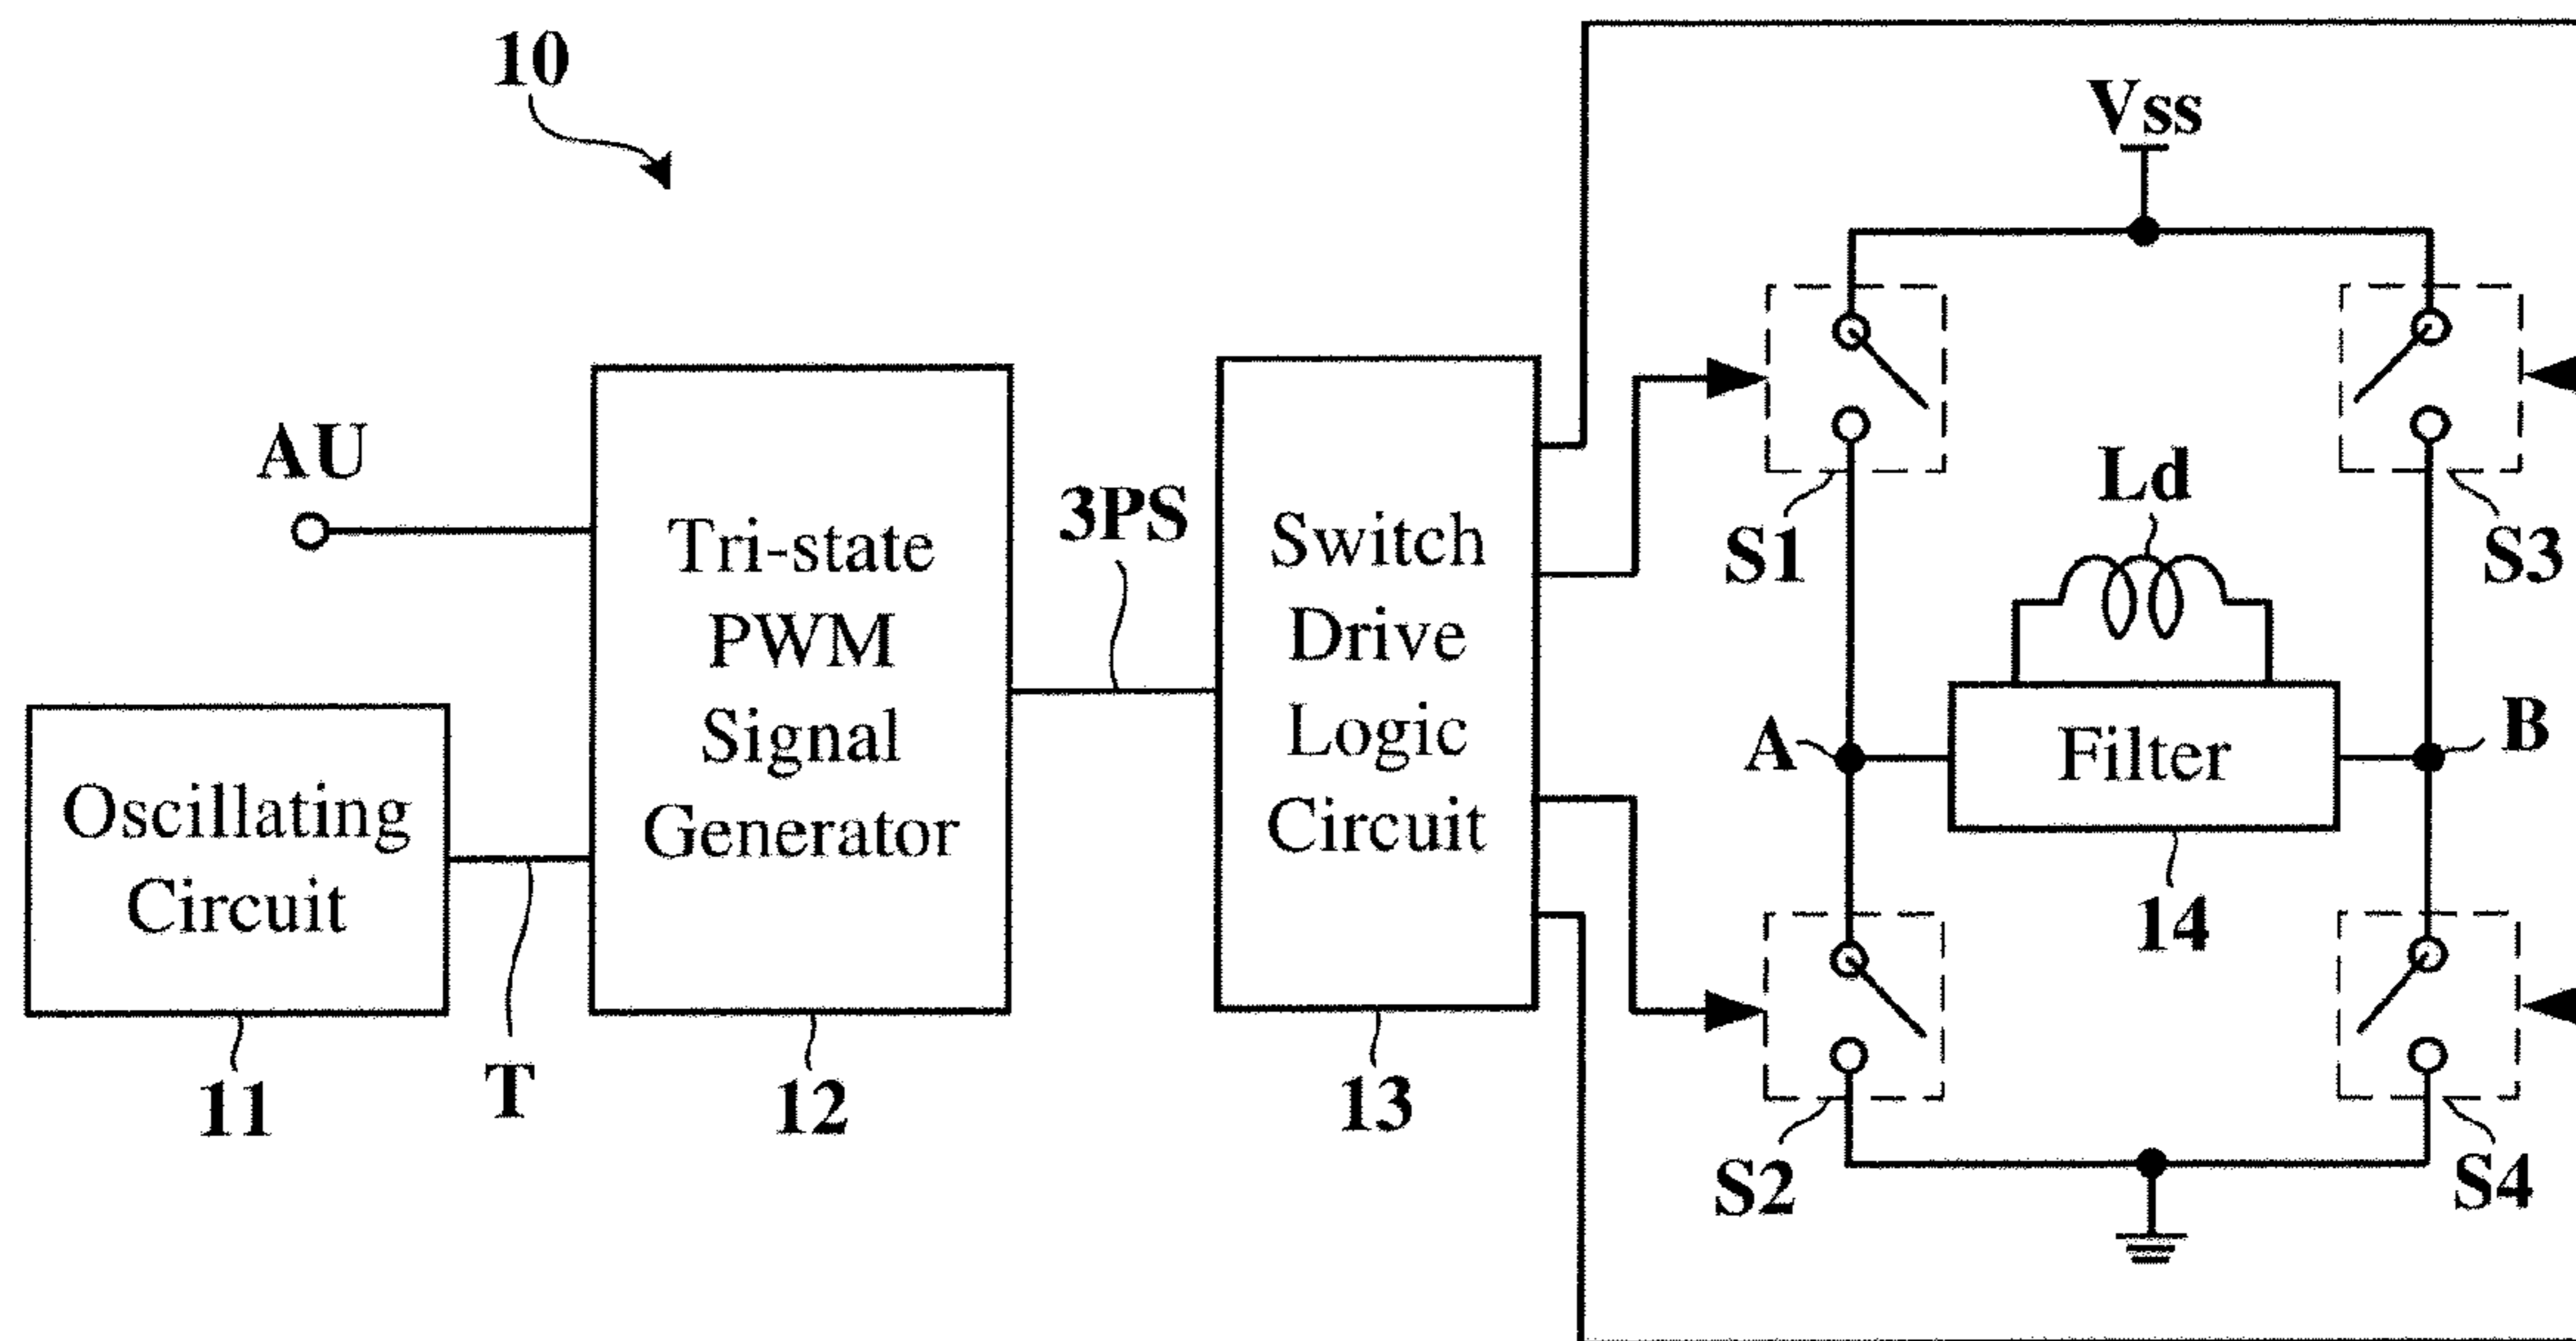 10
Vss
AU
3PS
Tri-state
PWM
Signal
Generator
Switch
Drive
Logic
Circuit
S1
Ld
S3
A
Filter
B
Oscillating
Circuit
14
11
T
12
13
S2
S4